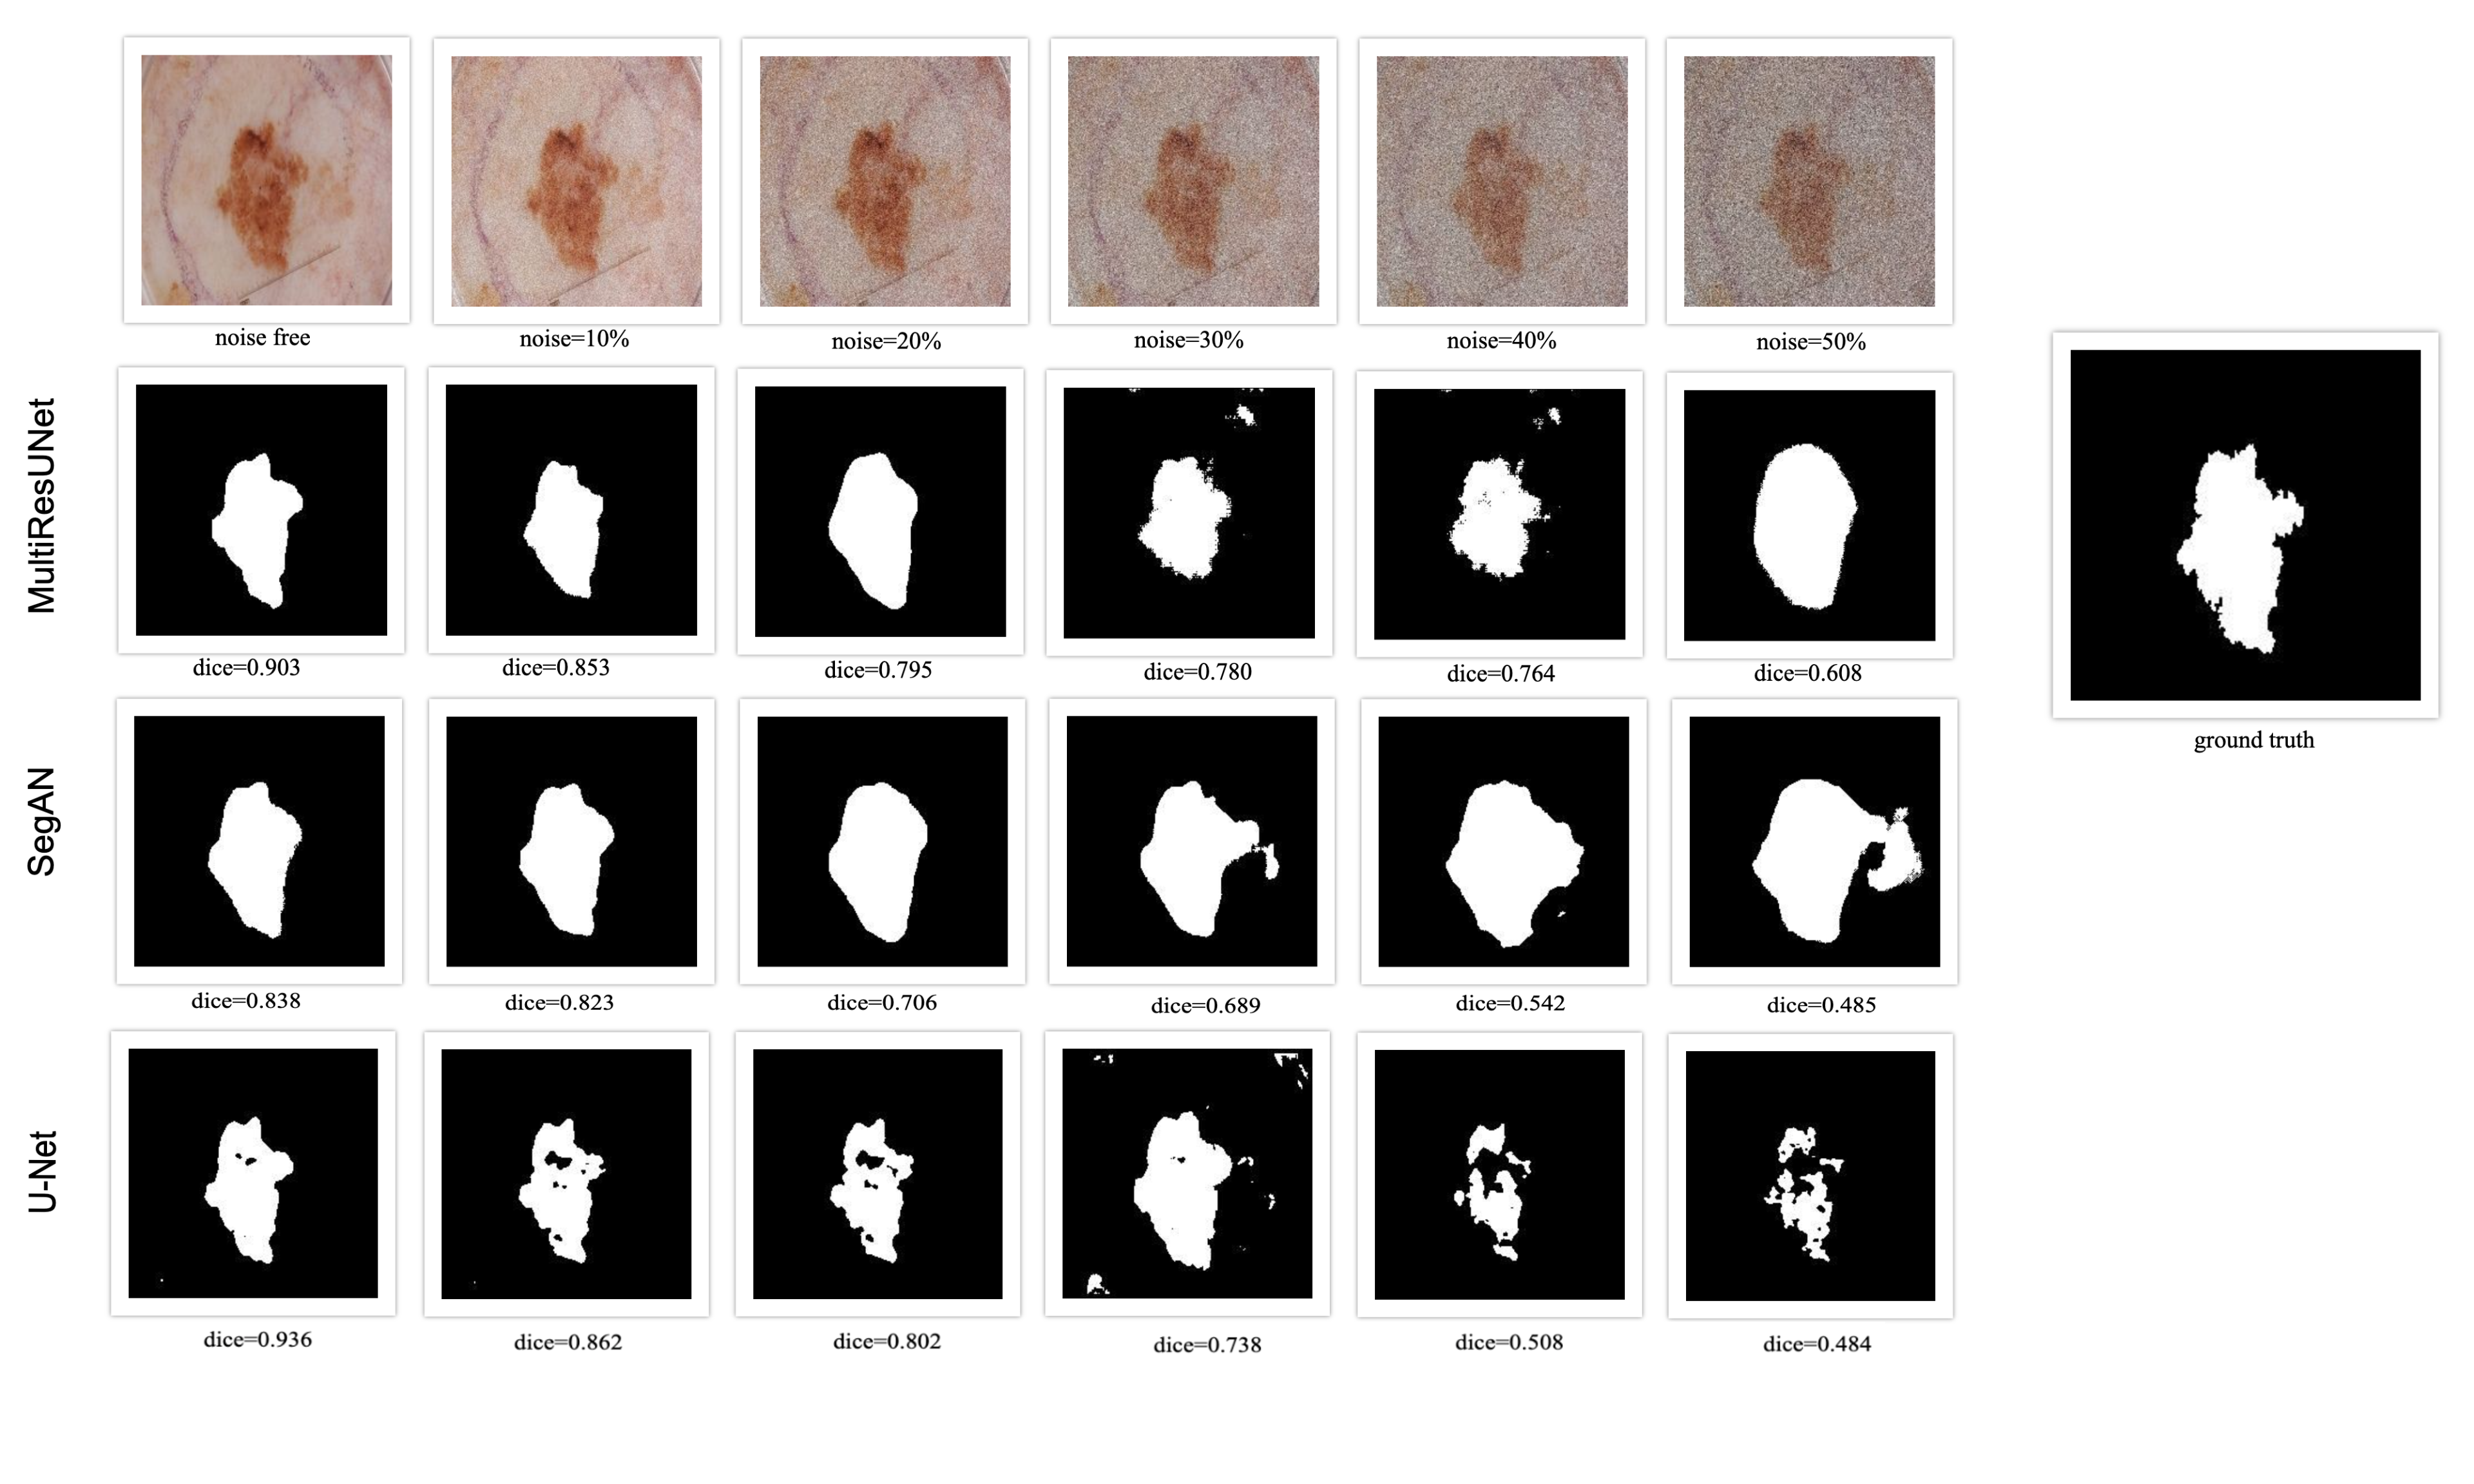 noise free
noise=10%
noise=20%
noise=30%
noise=40%
noise=50%
MultiResUNet
dice=0.903
dice=0.853
dice=0.795
dice=0.780
dice=0.764
dice=0.608
ground truth
SegAN
dice=0.838
dice=0.823
dice=0.706
dice=0.689
dice=0.542
dice=0.485
U-Net
dice=0.936
dice=0.862
dice=0.802
dice=0.738
dice=0.508
dice=0.484